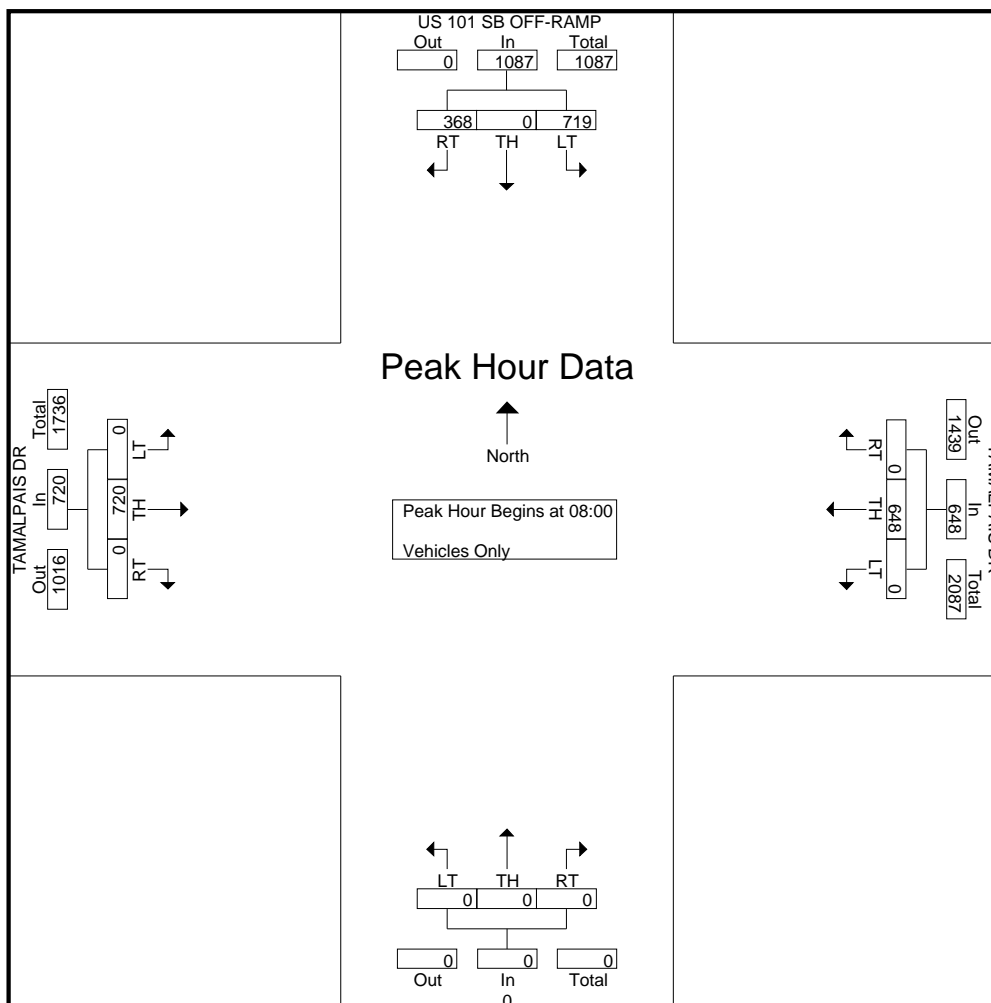 US 101 SB OFF-RAMP
Out In Total
0 1087 1087
368 0 719
RT TH LT
Peak Hour Data
North
Peak Hour Begins at 08:00
Vehicles Only
TAMALPAIS DR
Out In Total
1016 720 1736
0 720 0
RT TH LT
Out In Total
1439 648 2087
RT TH LT
0 648 0
LT TH RT
0 0 0
0 0 0
Out In Total
0